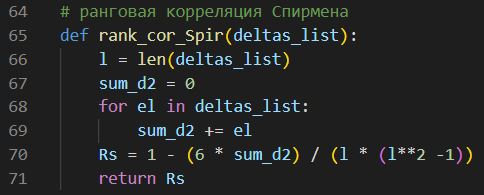 64 # ранговая корреляция Спирмена
65 def rank_cor_Spir(deltas_list):
66     l = len(deltas_list)
67     sum_d2 = 0
68     for el in deltas_list:
69         sum_d2 += el
70     Rs = 1 - (6 * sum_d2) / (l * (l**2 -1))
71     return Rs